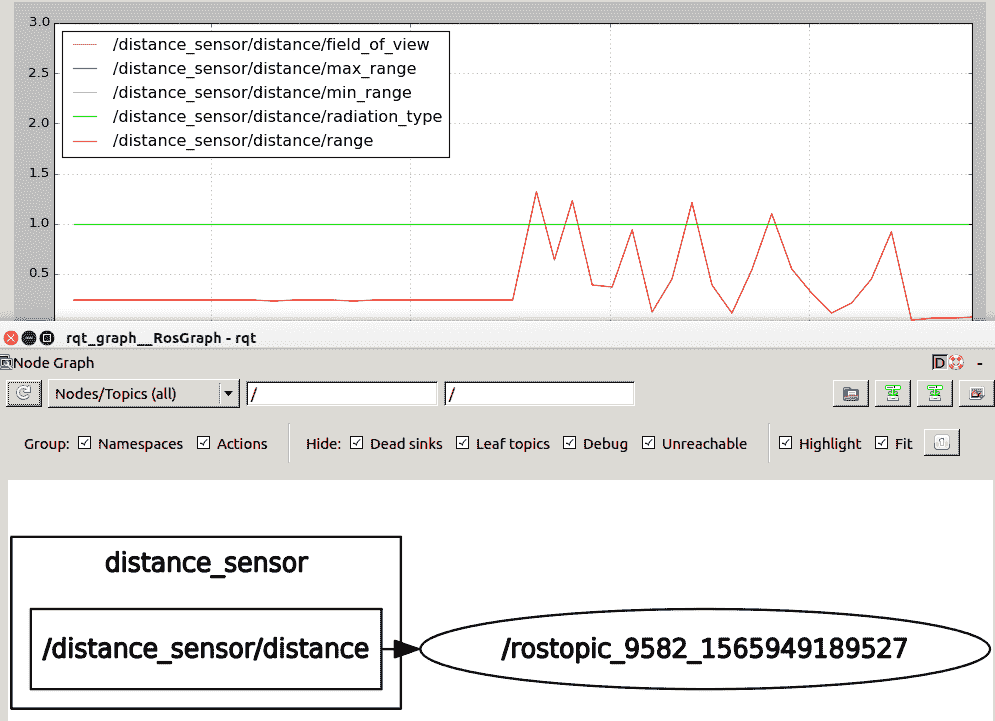 3.0
/distance_sensor/distance/field_of_view
/distance_sensor/distance/max_range
2.5
/distance_sensor/distance/min_range
/distance_sensor/distance/radiation_type
2.0
/distance_sensor/distance/range
1.5
1.0
0.5
rqt_graph__RosGraph - rqt
Node Graph D -
Nodes/Topics (all) / /
Group: Namespaces Actions Hide: Dead sinks Leaf topics Debug Unreachable Highlight Fit
distance_sensor
/distance_sensor/distance /rostopic_9582_1565949189527